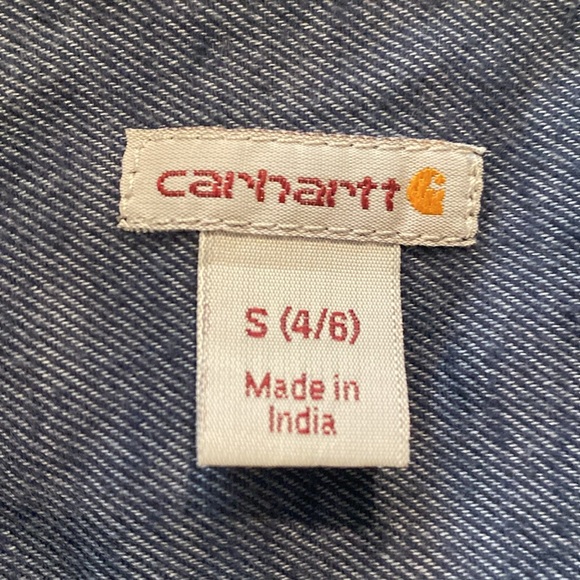 carhartt
S (4/6)
Made in
India